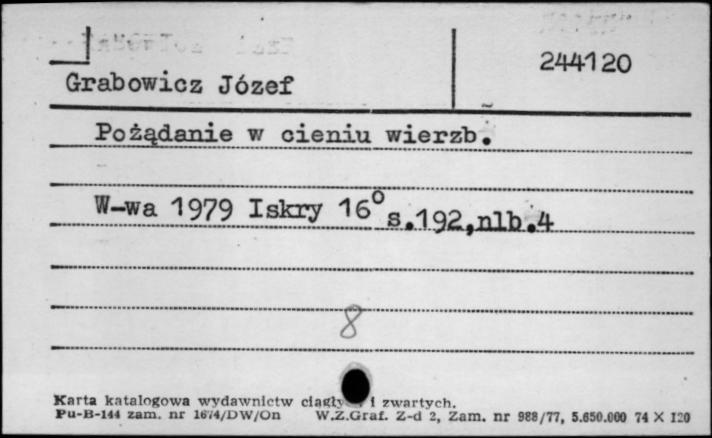 244120
Grabowicz Józef
Pożądanie w cieniu wierzb.
W-wa 1979 Iskry 16° s.192,nlb.4
8
Karta katalogowa wydawnictw ciągły i zwartych.
Pu-B-144 zam. nr 1674/DW/On W.Z.Graf. Z-d 2, Zam. nr 988/77, 5.650.000 74 X 120